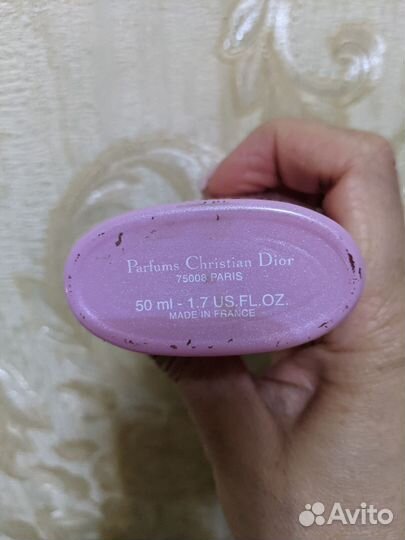 Parfums Christian Dior
75008 PARIS
50 ml - 1.7 US.FL.OZ.
MADE IN FRANCE
Avito